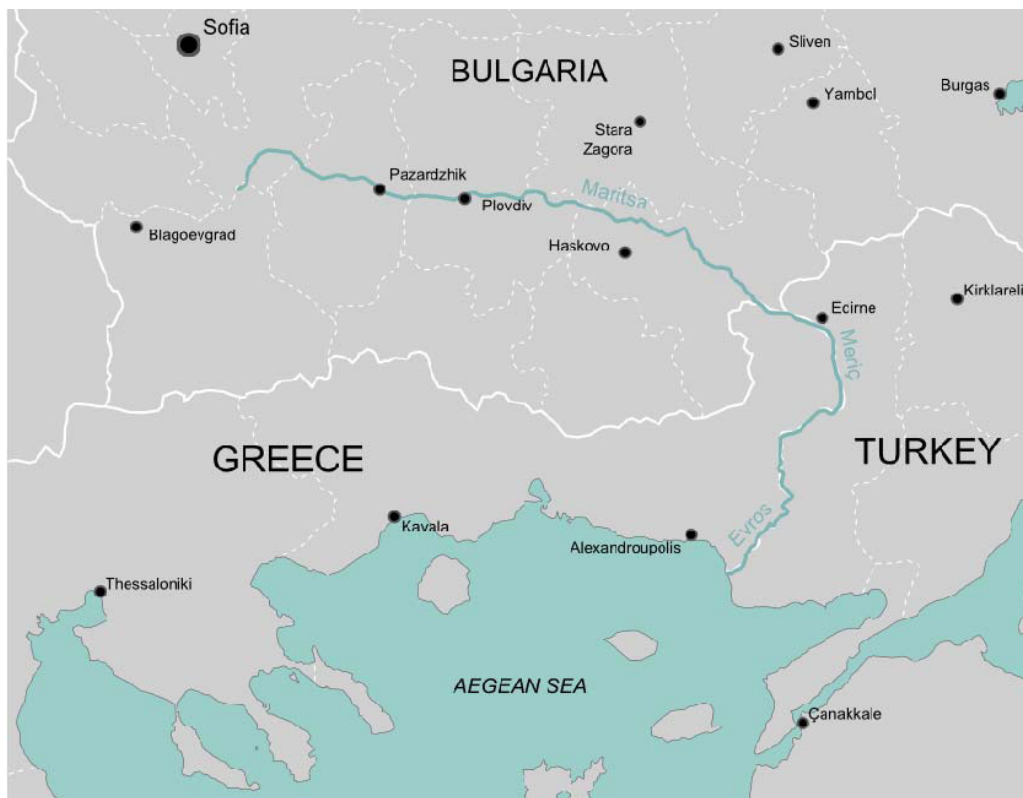 Sofia
BULGARIA
Sliven
Yambol
Burgas
Stara
Zagora
Pazardzhik
Plovdiv
Maritsa
Blagoevgrad
Haskovo
Edirne
Kirklareli
Meriç
GREECE
TURKEY
Kavala
Evros
Alexandroupolis
Thessaloniki
AEGEAN SEA
Çanakkale